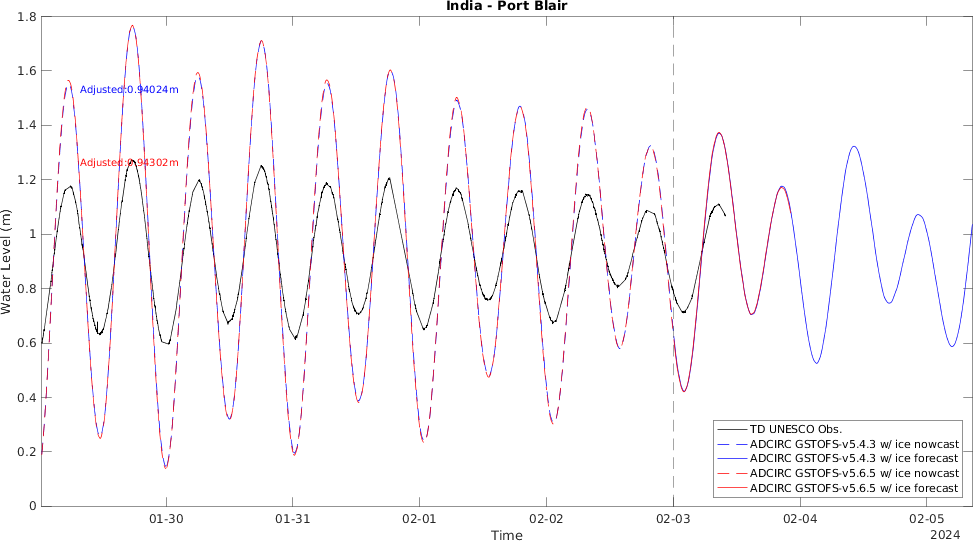 India - Port Blair
1.8
1.6
1.4
1.2
1
0.8
0.6
0.4
0.2
0
Water Level (m)
Adjusted:0.94024m
Adjusted:0.94302m
TD UNESCO Obs.
ADCIRC GSTOFS-v5.4.3 w/ ice nowcast
ADCIRC GSTOFS-v5.4.3 w/ ice forecast
ADCIRC GSTOFS-v5.6.5 w/ ice nowcast
ADCIRC GSTOFS-v5.6.5 w/ ice forecast
01-30 01-31 02-01 02-02 02-03 02-04 02-05
Time
2024